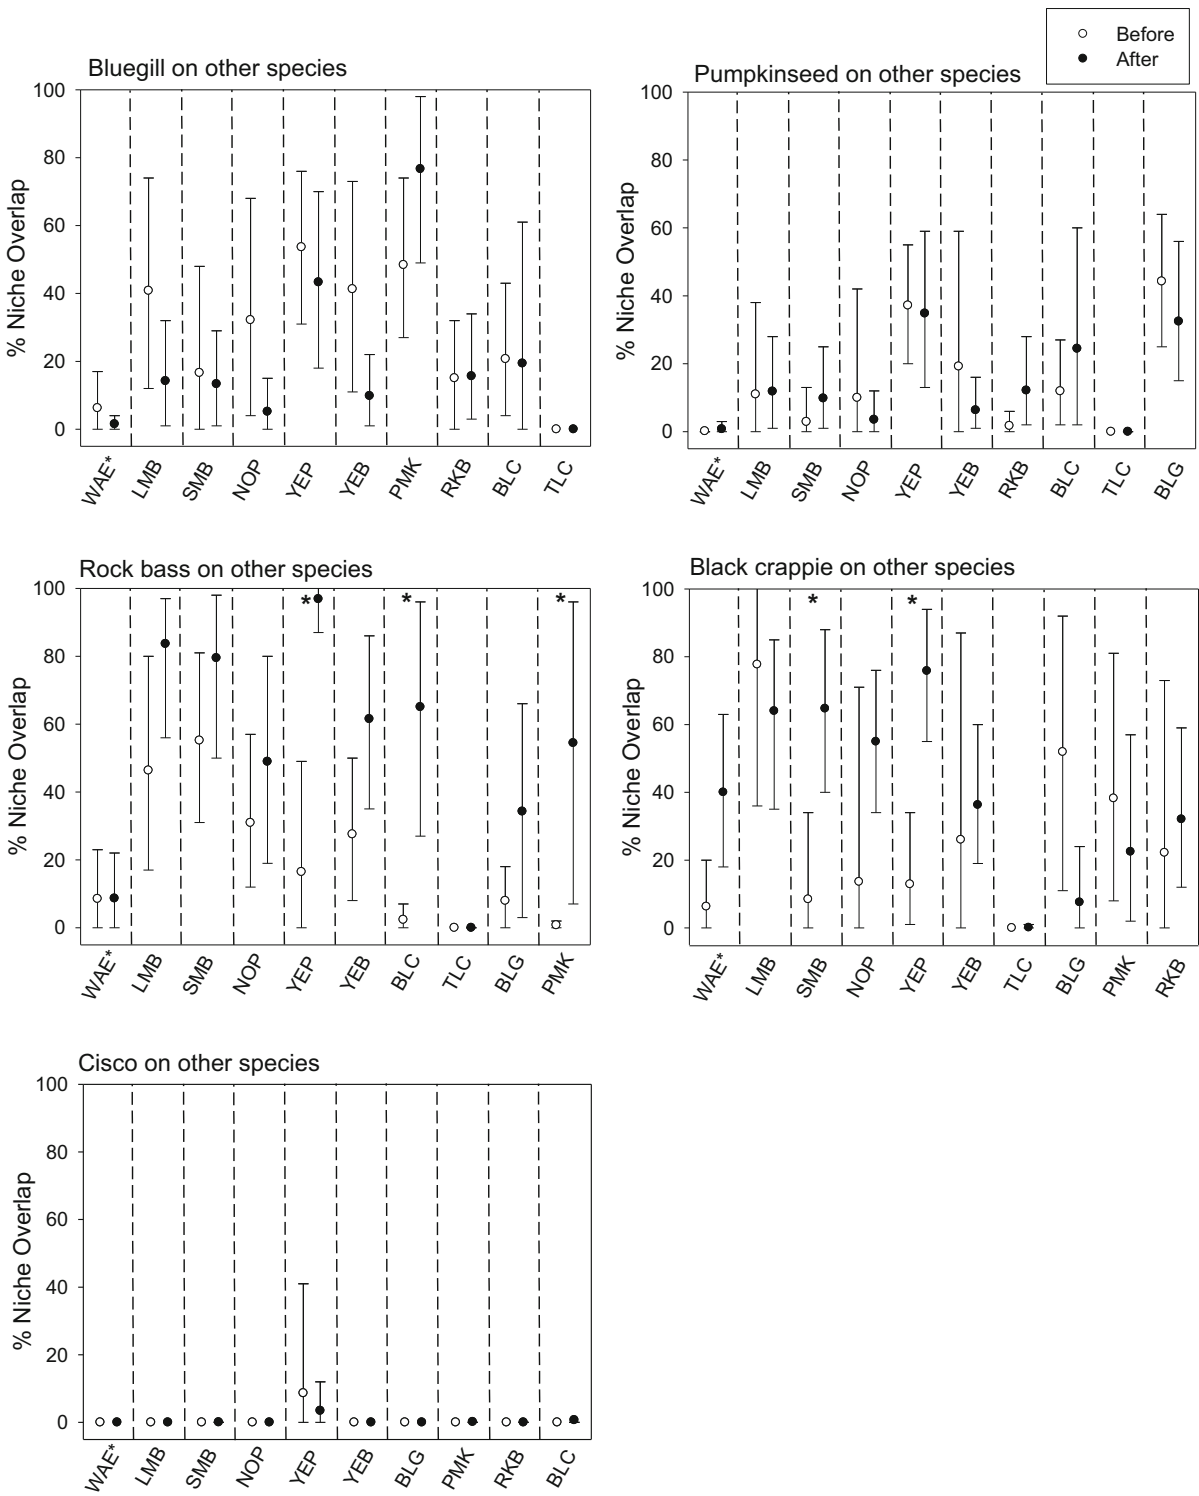 Before
After
Bluegill on other species
% Niche Overlap
100
80
60
40
20
0
WAE* LMB SMB NOP YEP YEB PMK RKB BLC TLC
Pumpkinseed on other species
% Niche Overlap
100
80
60
40
20
0
WAE* LMB SMB NOP YEP YEB RKB BLC TLC BLG
Rock bass on other species
% Niche Overlap
100
80
60
40
20
0
* * *
WAE* LMB SMB NOP YEP YEB BLC TLC BLG PMK
Black crappie on other species
% Niche Overlap
100
80
60
40
20
0
* *
WAE* LMB SMB NOP YEP YEB TLC BLG PMK RKB
Cisco on other species
% Niche Overlap
100
80
60
40
20
0
WAE* LMB SMB NOP YEP YEB BLG PMK RKB BLC